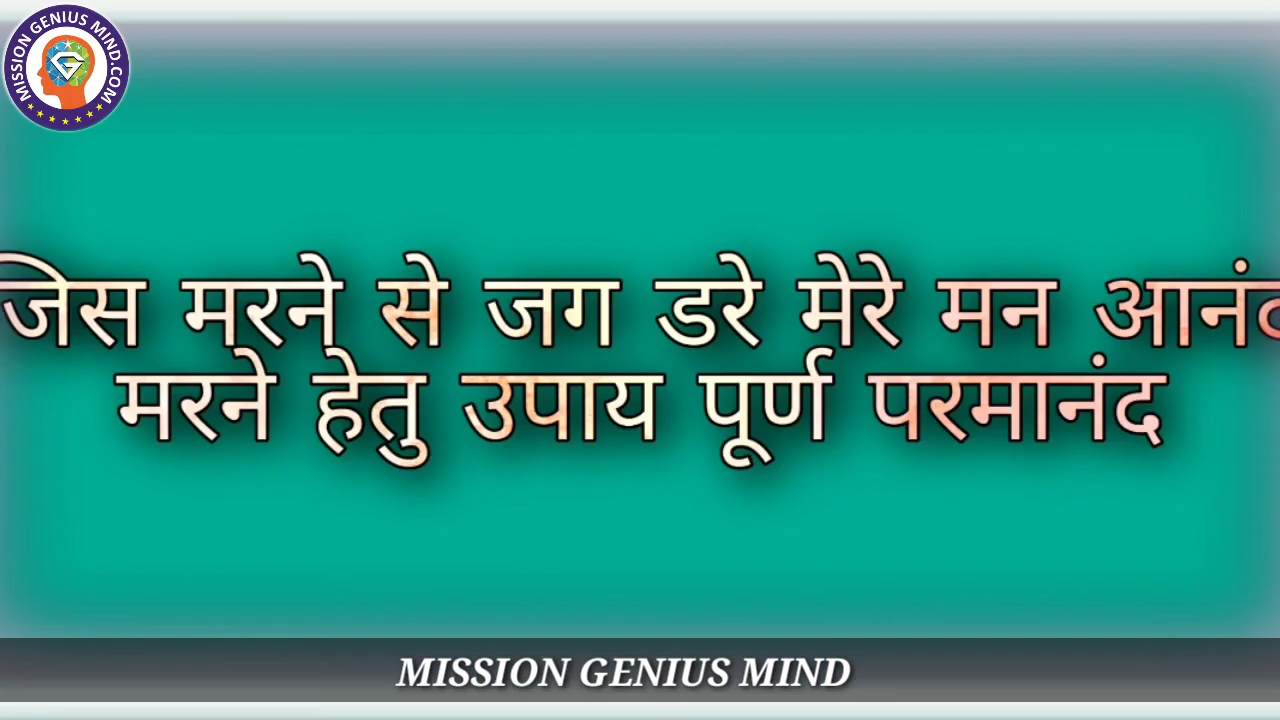 MISSION GENIUS MIND.COM
जिस मरने से जग डरे मेरे मन आनंद
मरने हेतु उपाय पूर्ण परमानंद
MISSION GENIUS MIND